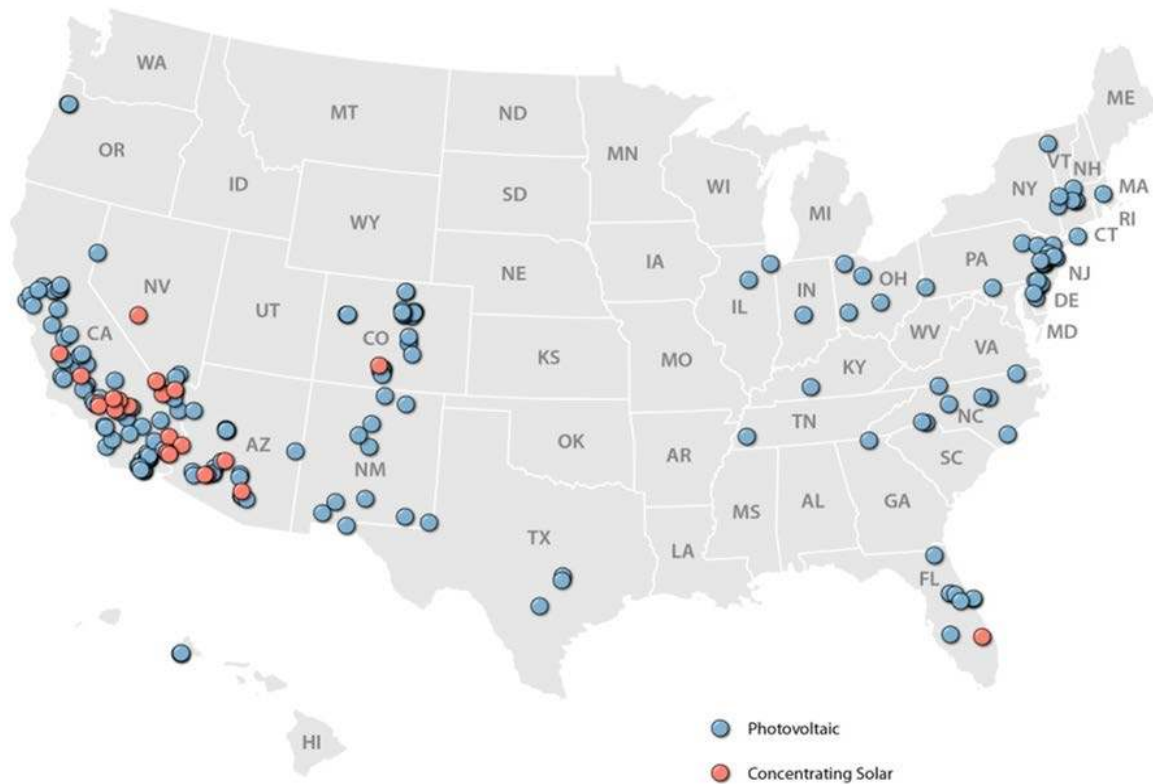 WA
ME
MT
ND
OR
MN
VT
NH
ID
SD
WI
NY
MA
WY
MI
RI
CT
IA
PA
NE
NV
OH
NJ
IL
IN
UT
DE
CA
CO
WV
MD
KS
MO
VA
KY
NC
TN
AZ
OK
NM
AR
SC
MS
AL
GA
TX
LA
FL
HI
Photovoltaic
Concentrating Solar